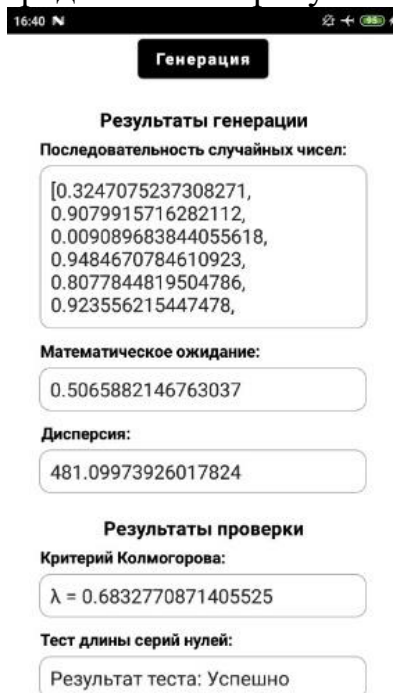 16:40
95
Генерация
Результаты генерации
Последовательность случайных чисел:
[0.3247075237308271,
0.9079915716282112,
0.009089683844055618,
0.9484670784610923,
0.8077844819504786,
0.923556215447478,
Математическое ожидание:
0.5065882146763037
Дисперсия:
481.09973926017824
Результаты проверки
Критерий Колмогорова:
λ = 0.6832770871405525
Тест длины серий нулей:
Результат теста: Успешно